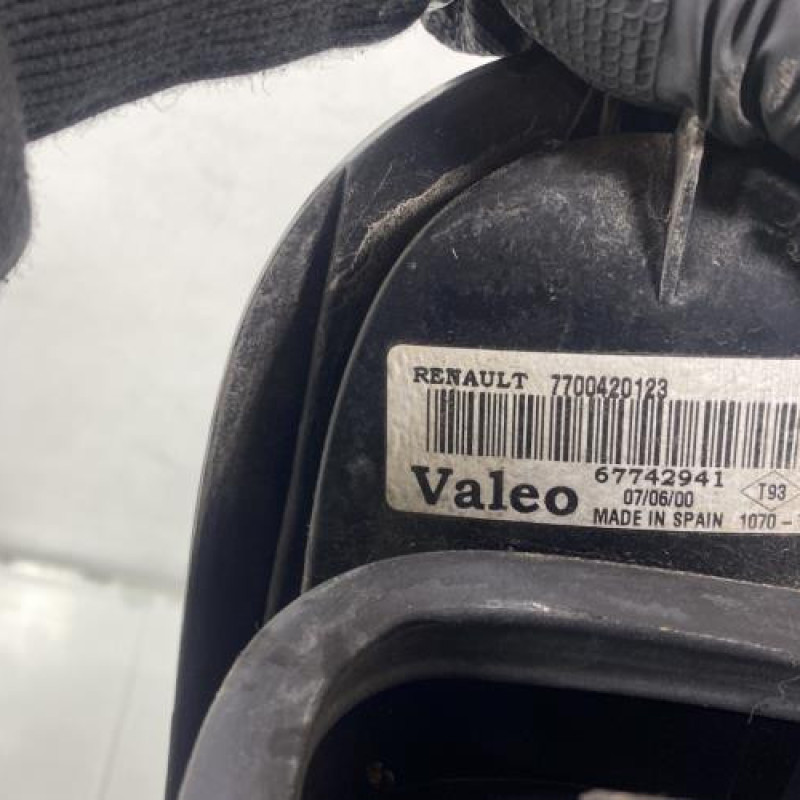 RENAULT 7700420123
67742941
Valeo 07/06/00 T93
MADE IN SPAIN 1070 -